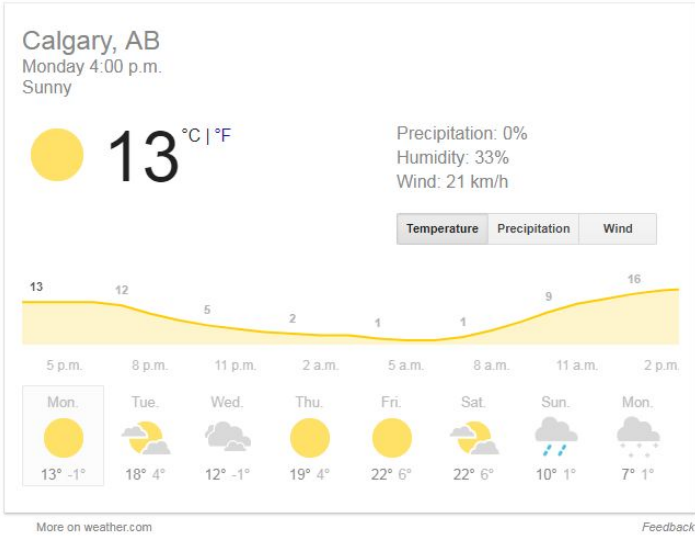 Calgary, AB
Monday 4:00 p.m.
Sunny
13 °C | °F
Precipitation: 0%
Humidity: 33%
Wind: 21 km/h
Temperature Precipitation Wind
13 12 5 2 1 1 9 16
5 p.m. 8 p.m. 11 p.m. 2 a.m. 5 a.m. 8 a.m. 11 a.m. 2 p.m.
Mon. Tue. Wed. Thu. Fri. Sat. Sun. Mon.
13° -1° 18° 4° 12° -1° 19° 4° 22° 6° 22° 6° 10° 1° 7° 1°
More on weather.com Feedback